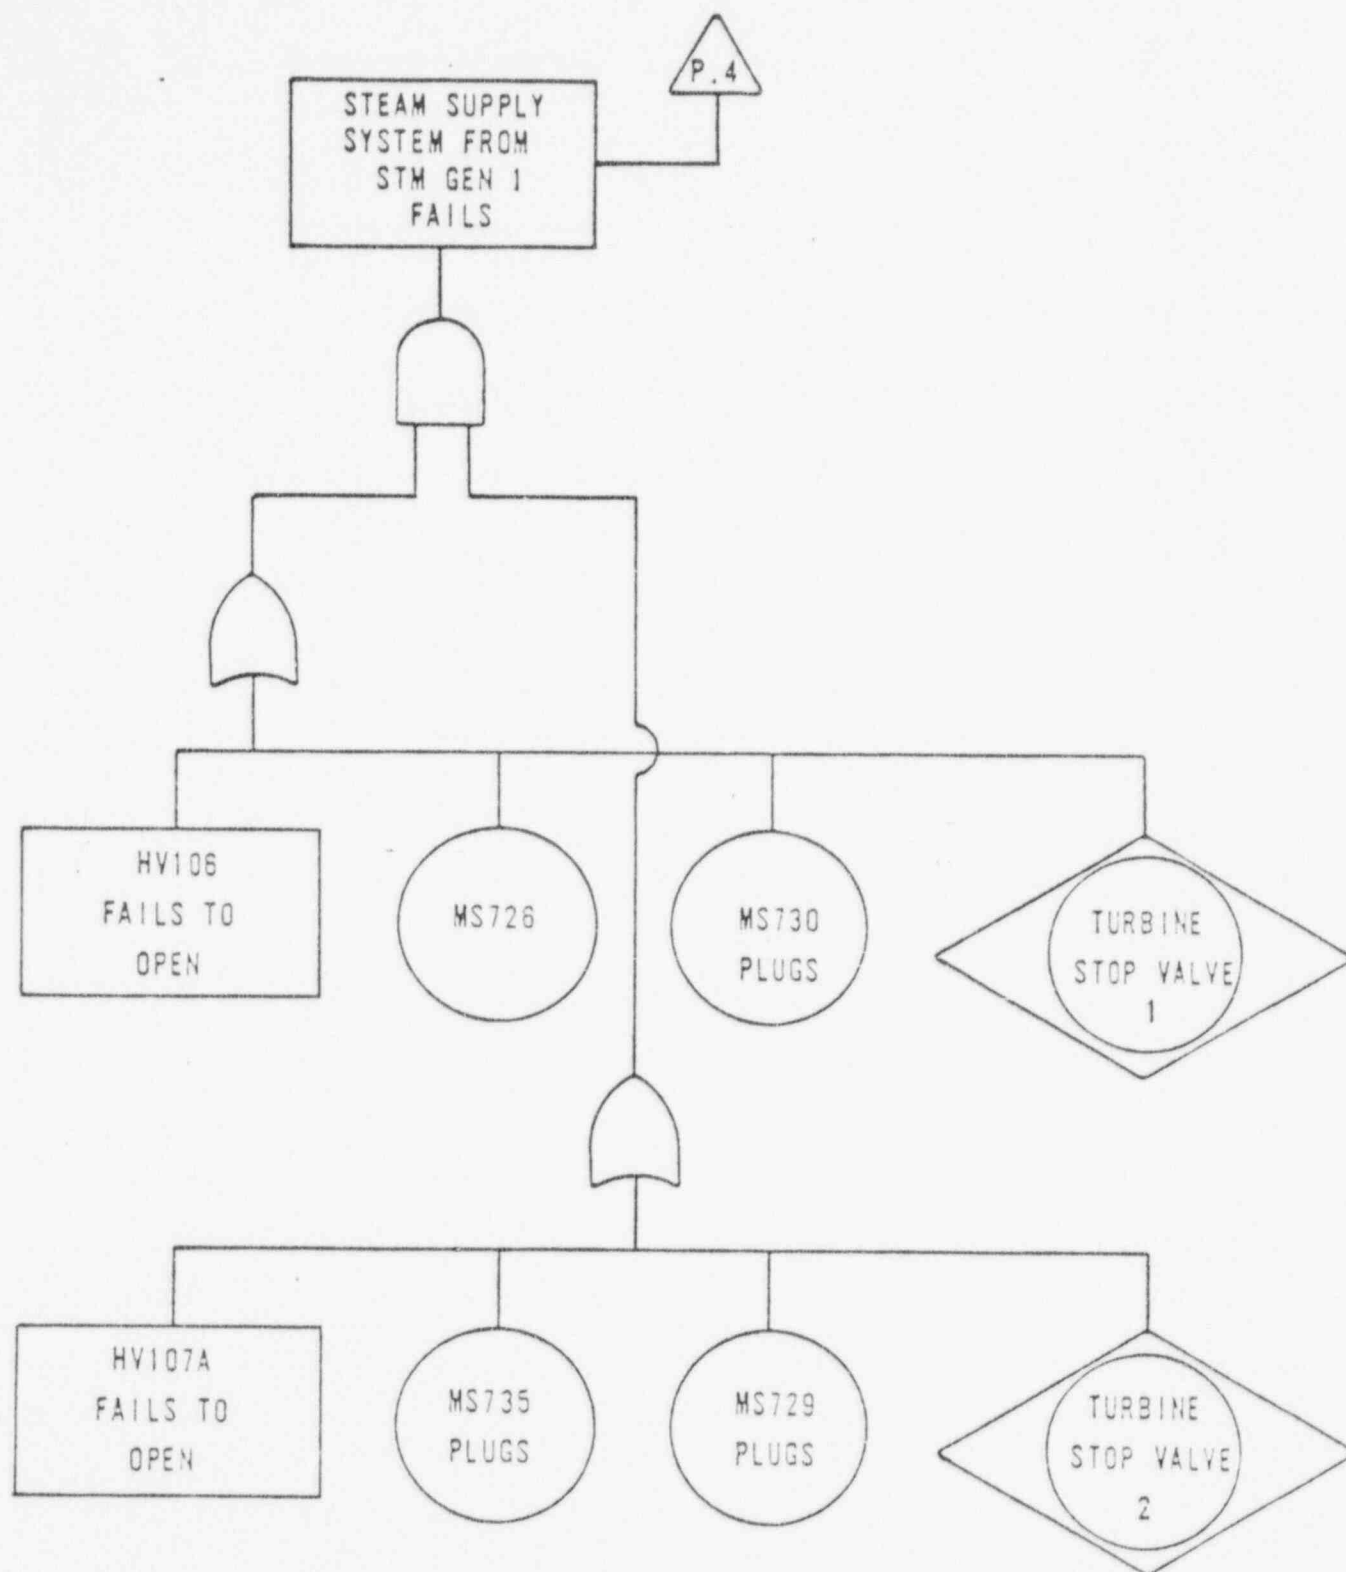 P.4
STEAM SUPPLY
SYSTEM FROM
STM GEN 1
FAILS
HV106
FAILS TO
OPEN
MS726
MS730
PLUGS
TURBINE
STOP VALVE
1
HV107A
FAILS TO
OPEN
MS735
PLUGS
MS729
PLUGS
TURBINE
STOP VALVE
2